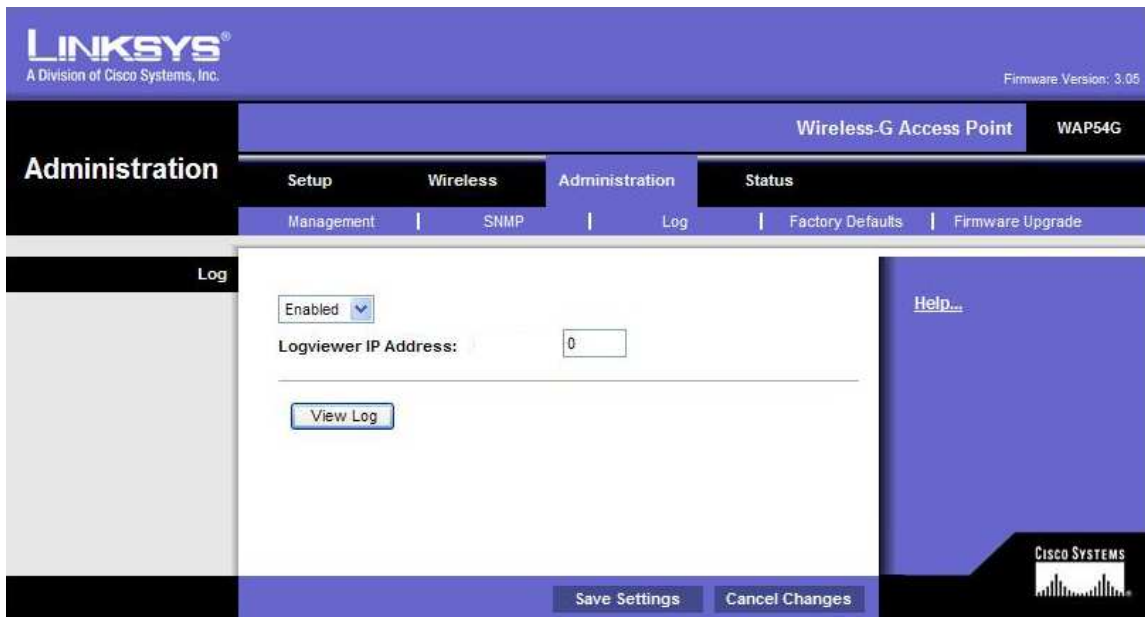 LINKSYS®
A Division of Cisco Systems, Inc.
Firmware Version: 3.05
Wireless-G Access Point WAP54G
Administration
Setup Wireless Administration Status
Management | SNMP | Log | Factory Defaults | Firmware Upgrade
Log
Enabled
Help...
Logviewer IP Address: 0
View Log
CISCO SYSTEMS
Save Settings Cancel Changes